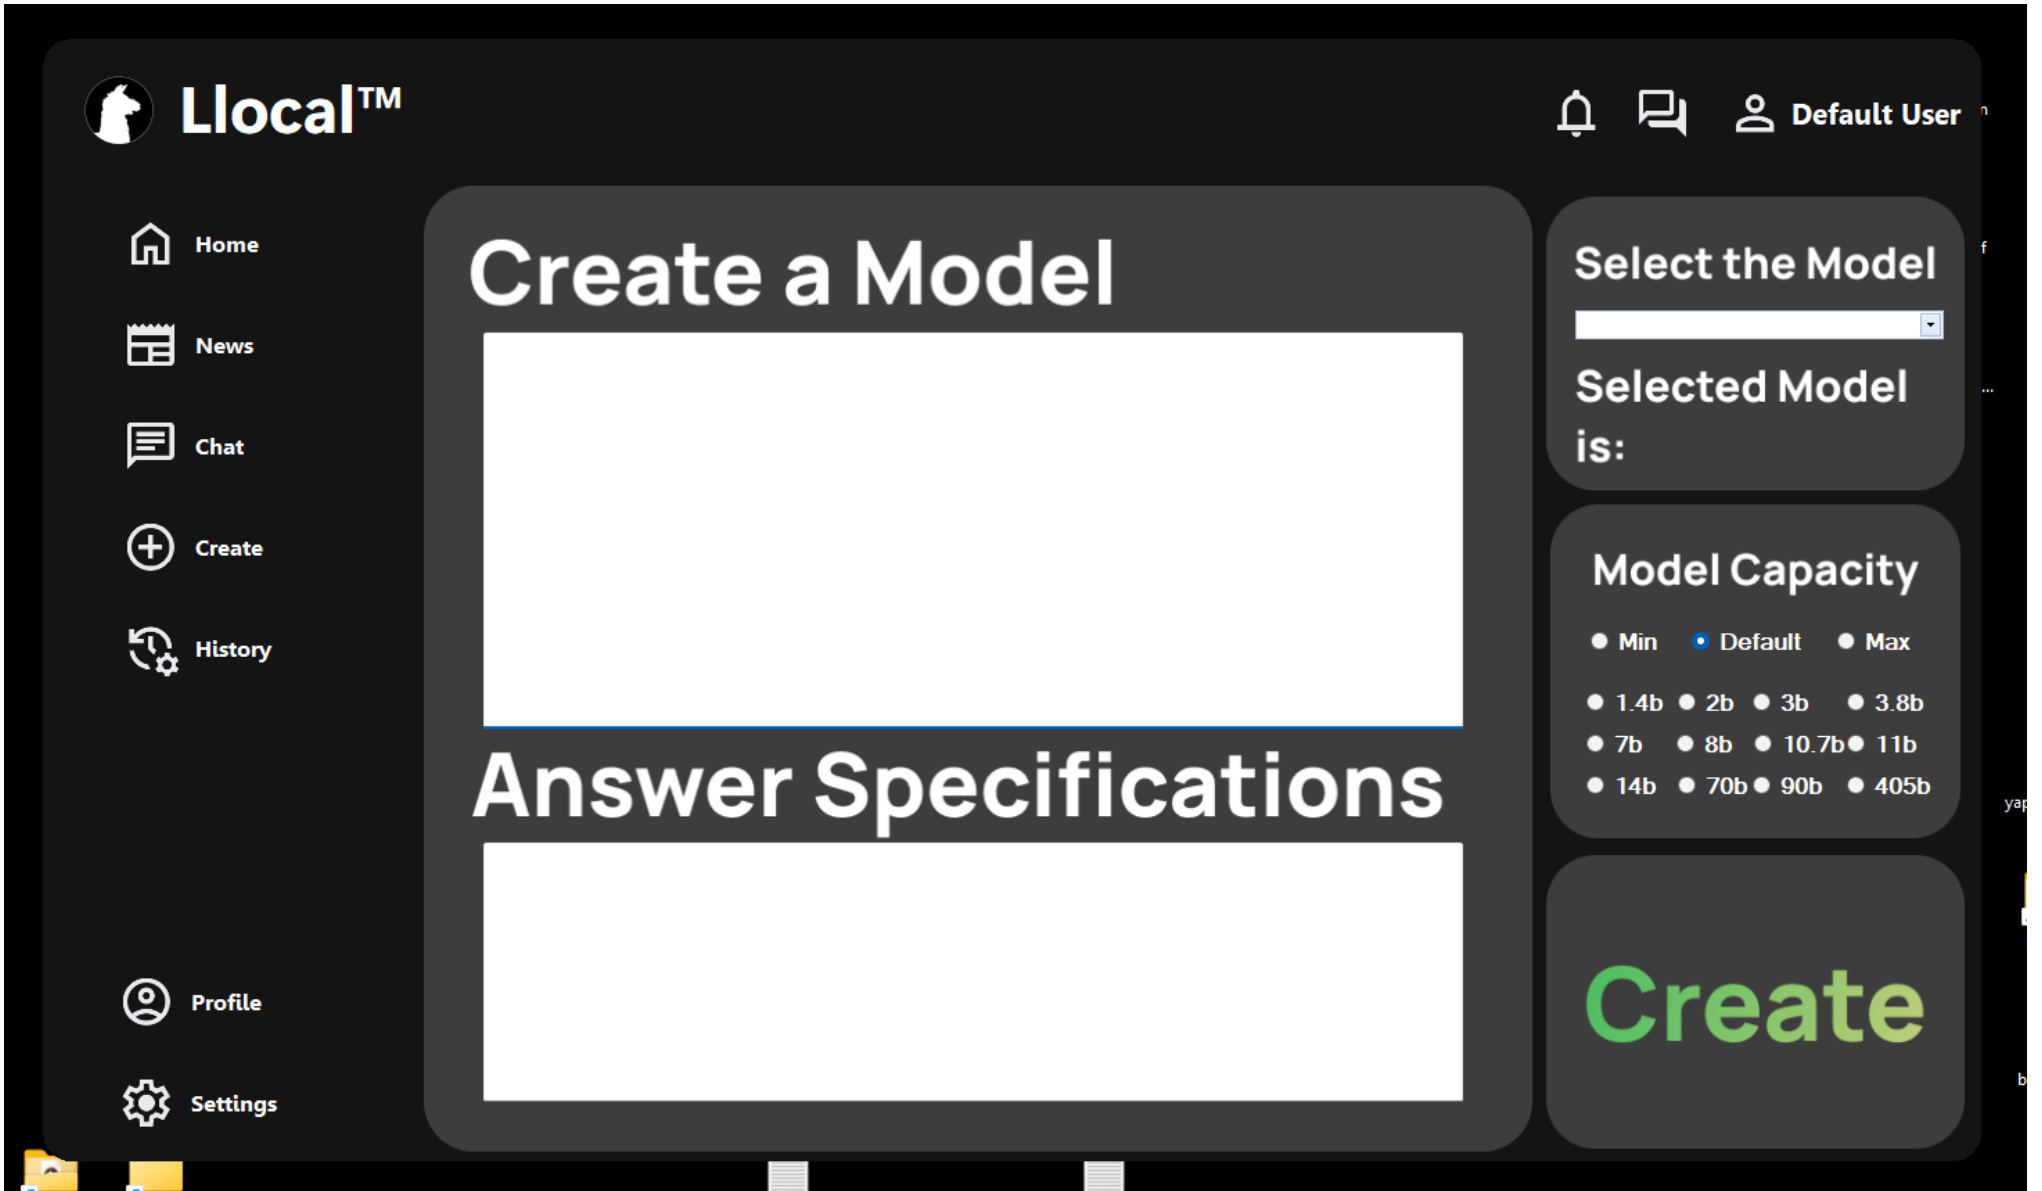 Llocal™
Default User
Home
News
Chat
Create
History
Profile
Settings
Create a Model
Answer Specifications
Select the Model
Selected Model
is:
Model Capacity
Min Default Max
1.4b 2b 3b 3.8b
7b 8b 10.7b 11b
14b 70b 90b 405b
Create
n
f
...
yap
b